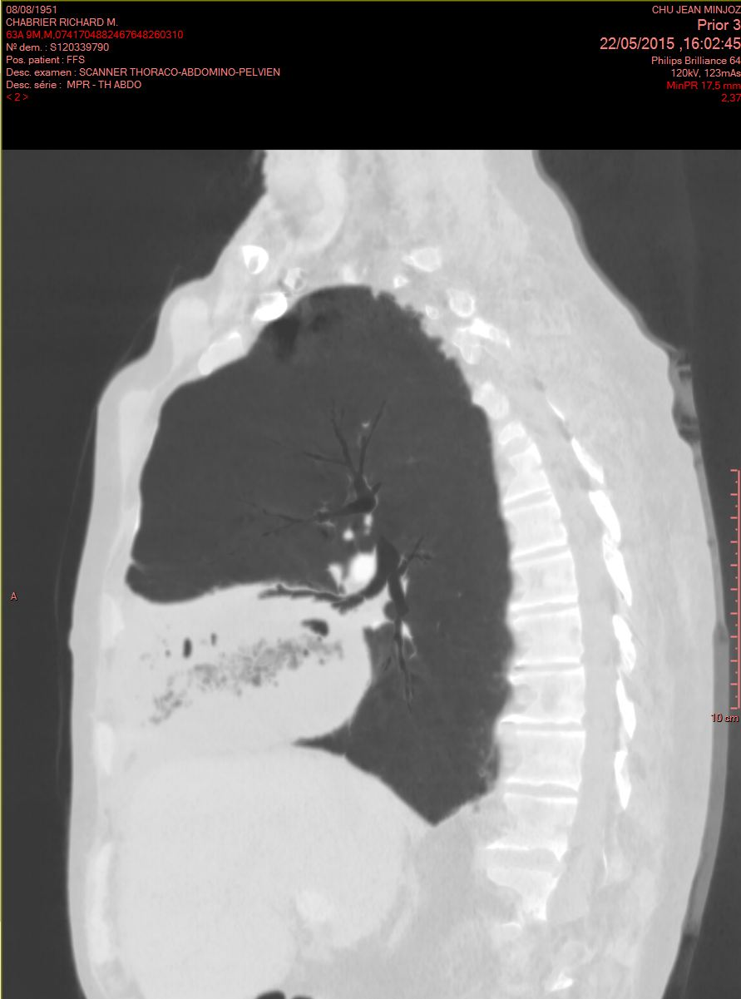 08/08/1951
CHABRIER RICHARD M.
63A 9M,M,0741704882467648260310
Nº dem. : S120339790
Pos. patient : FFS
Desc. examen : SCANNER THORACO-ABDOMINO-PELVIEN
Desc. série : MPR - TH ABDO
< 2 >
CHU JEAN MINJOZ
Prior 3
22/05/2015 ,16:02:45
Philips Brilliance 64
120kV, 123mAs
MinPR 17,5 mm
2,37
A
10 cm